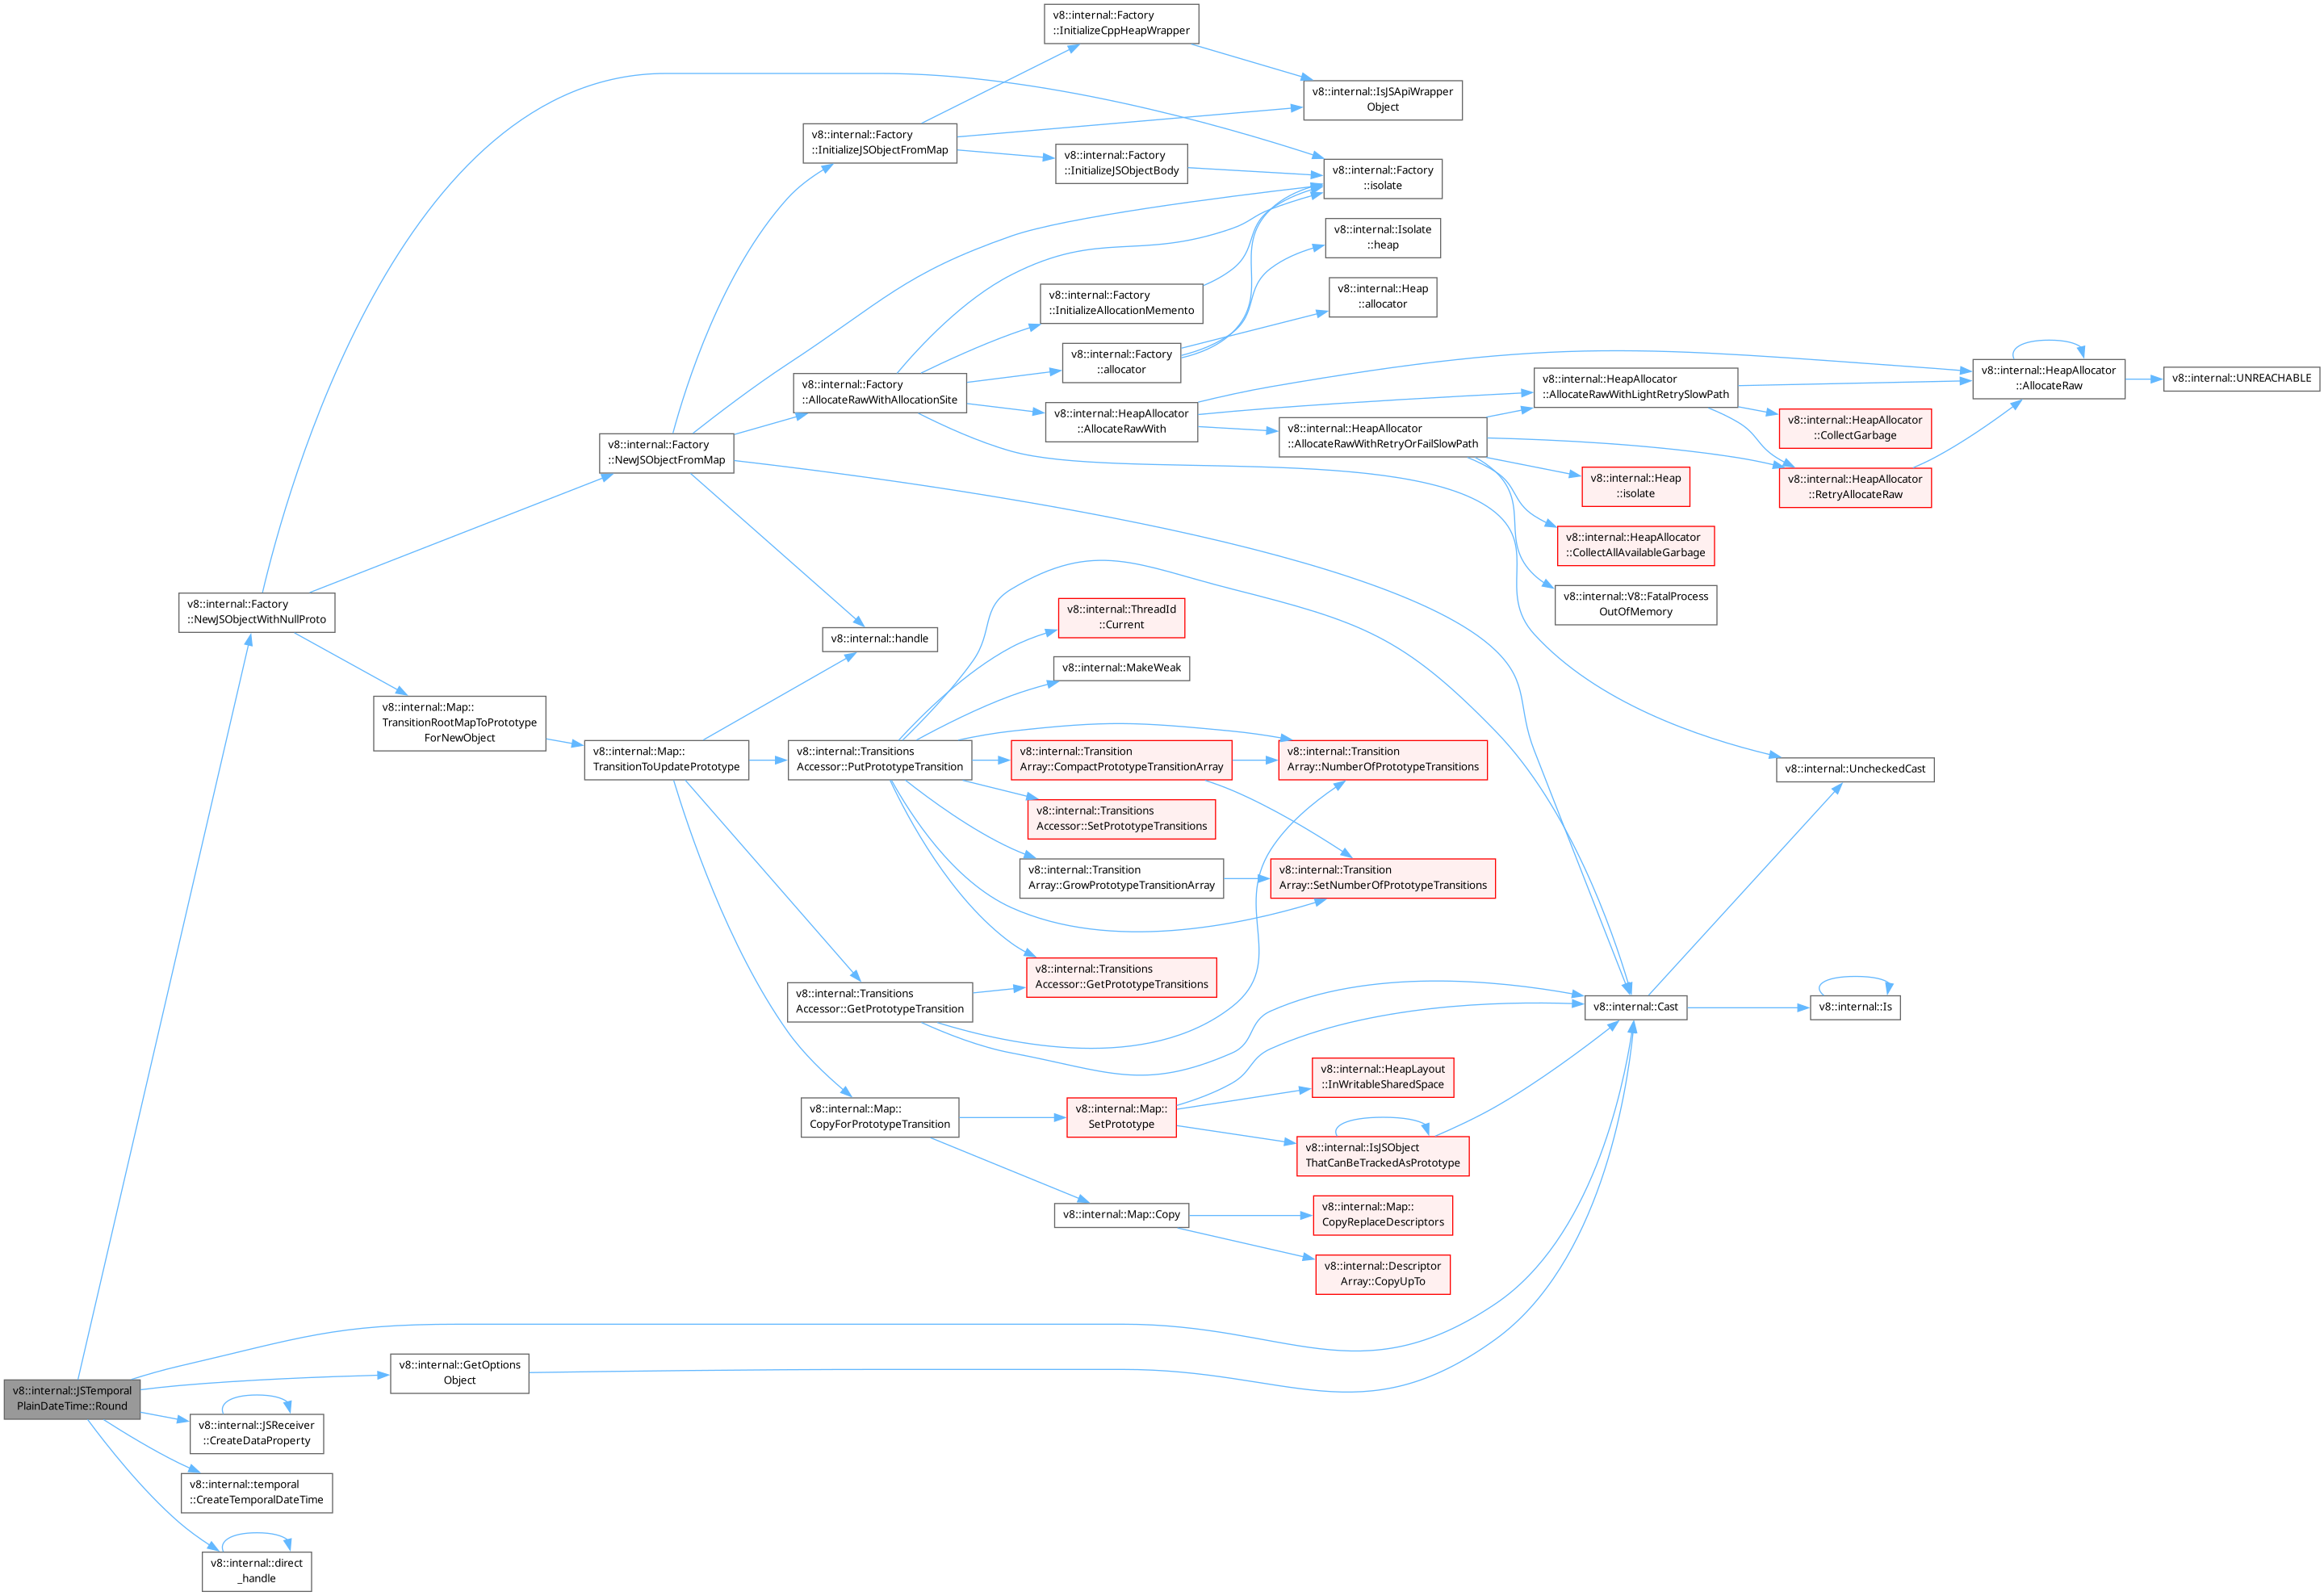 v8::internal::Factory
::InitializeCppHeapWrapper
v8::internal::IsJSApiWrapper
Object
v8::internal::Factory
::InitializeJSObjectFromMap
v8::internal::Factory
::InitializeJSObjectBody
v8::internal::Factory
::isolate
v8::internal::Isolate
::heap
v8::internal::Factory
::InitializeAllocationMemento
v8::internal::Heap
::allocator
v8::internal::Factory
::allocator
v8::internal::Factory
::AllocateRawWithAllocationSite
v8::internal::HeapAllocator
::AllocateRawWith
v8::internal::HeapAllocator
::AllocateRawWithRetryOrFailSlowPath
v8::internal::HeapAllocator
::AllocateRawWithLightRetrySlowPath
v8::internal::HeapAllocator
::AllocateRaw
v8::internal::UNREACHABLE
v8::internal::HeapAllocator
::CollectGarbage
v8::internal::HeapAllocator
::RetryAllocateRaw
v8::internal::Heap
::isolate
v8::internal::HeapAllocator
::CollectAllAvailableGarbage
v8::internal::V8::FatalProcess
OutOfMemory
v8::internal::Factory
::NewJSObjectFromMap
v8::internal::Factory
::NewJSObjectWithNullProto
v8::internal::handle
v8::internal::Map::
TransitionRootMapToPrototype
ForNewObject
v8::internal::Map::
TransitionToUpdatePrototype
v8::internal::Transitions
Accessor::PutPrototypeTransition
v8::internal::ThreadId
::Current
v8::internal::MakeWeak
v8::internal::Transition
Array::CompactPrototypeTransitionArray
v8::internal::Transition
Array::NumberOfPrototypeTransitions
v8::internal::Transitions
Accessor::SetPrototypeTransitions
v8::internal::Transition
Array::GrowPrototypeTransitionArray
v8::internal::Transition
Array::SetNumberOfPrototypeTransitions
v8::internal::Transitions
Accessor::GetPrototypeTransitions
v8::internal::Transitions
Accessor::GetPrototypeTransition
v8::internal::UncheckedCast
v8::internal::Cast
v8::internal::Is
v8::internal::Map::
CopyForPrototypeTransition
v8::internal::Map::
SetPrototype
v8::internal::HeapLayout
::InWritableSharedSpace
v8::internal::IsJSObject
ThatCanBeTrackedAsPrototype
v8::internal::Map::Copy
v8::internal::Map::
CopyReplaceDescriptors
v8::internal::Descriptor
Array::CopyUpTo
v8::internal::JSTemporal
PlainDateTime::Round
v8::internal::GetOptions
Object
v8::internal::JSReceiver
::CreateDataProperty
v8::internal::temporal
::CreateTemporalDateTime
v8::internal::direct
_handle